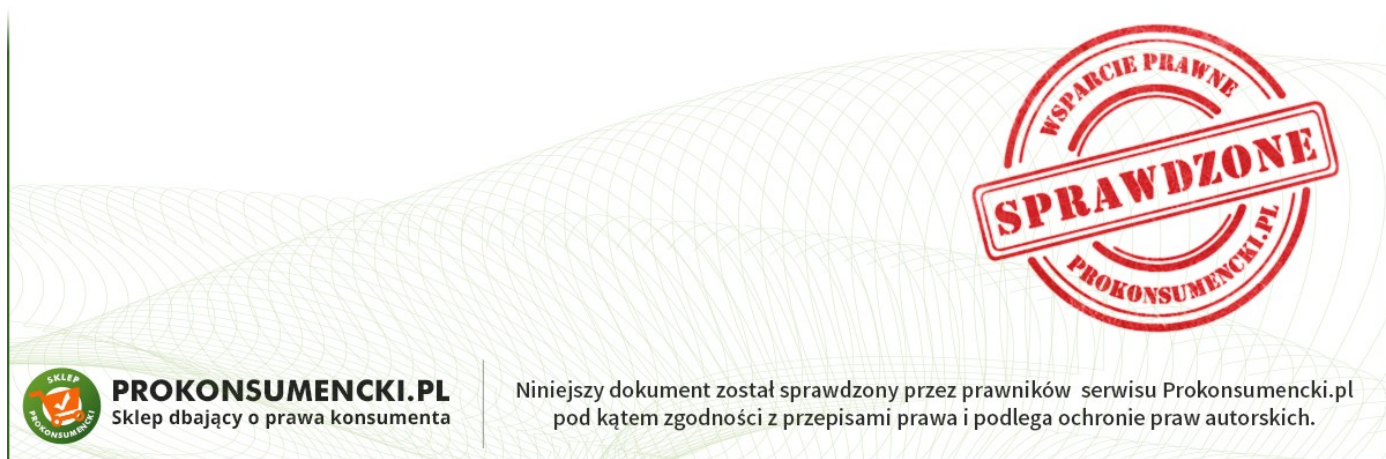 WSPARCIE PRAWNE
SPRAWDZONE
PROKONSUMENCKI.PL
SKLEP
PROKONSUMENCKI
PROKONSUMENCKI.PL
Sklep dbający o prawa konsumenta
Niniejszy dokument został sprawdzony przez prawników serwisu Prokonsumencki.pl
pod kątem zgodności z przepisami prawa i podlega ochronie praw autorskich.